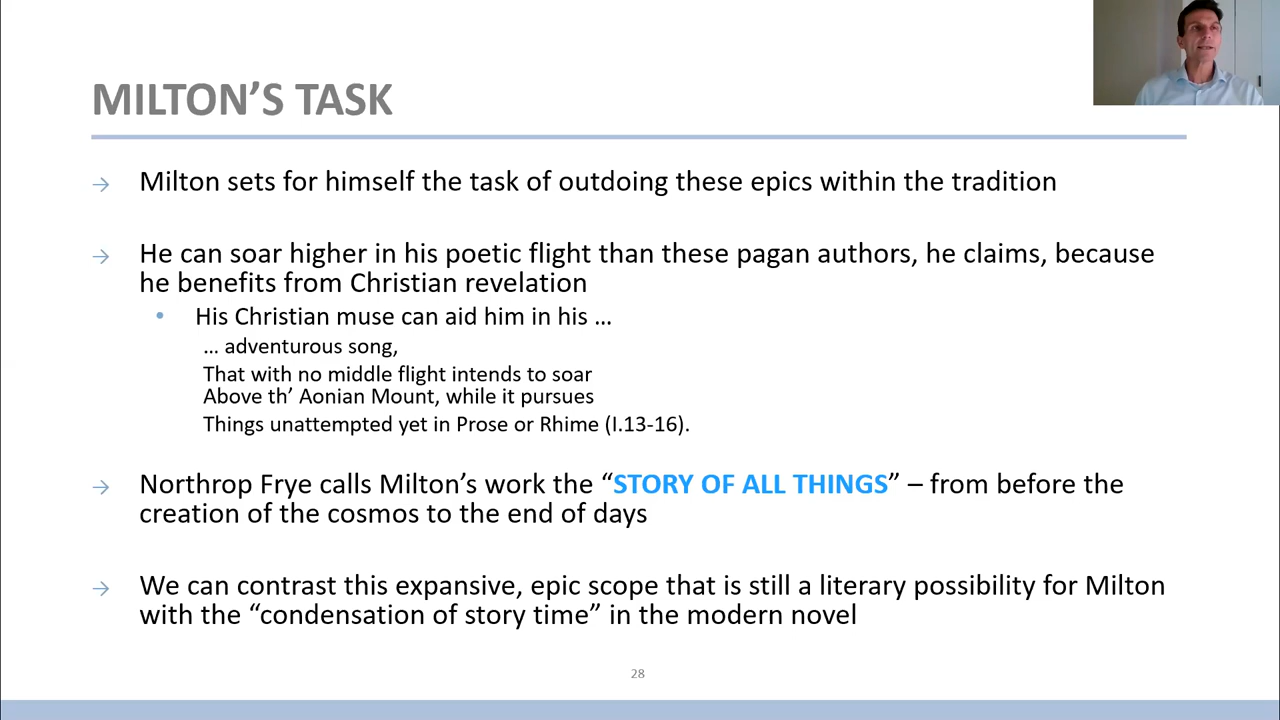 MILTON’S TASK
→ Milton sets for himself the task of outdoing these epics within the tradition
→ He can soar higher in his poetic flight than these pagan authors, he claims, because
he benefits from Christian revelation
• His Christian muse can aid him in his …
… adventurous song,
That with no middle flight intends to soar
Above th’ Aonian Mount, while it pursues
Things unattempted yet in Prose or Rhime (I.13-16).
→ Northrop Frye calls Milton’s work the “STORY OF ALL THINGS” – from before the
creation of the cosmos to the end of days
→ We can contrast this expansive, epic scope that is still a literary possibility for Milton
with the “condensation of story time” in the modern novel
28